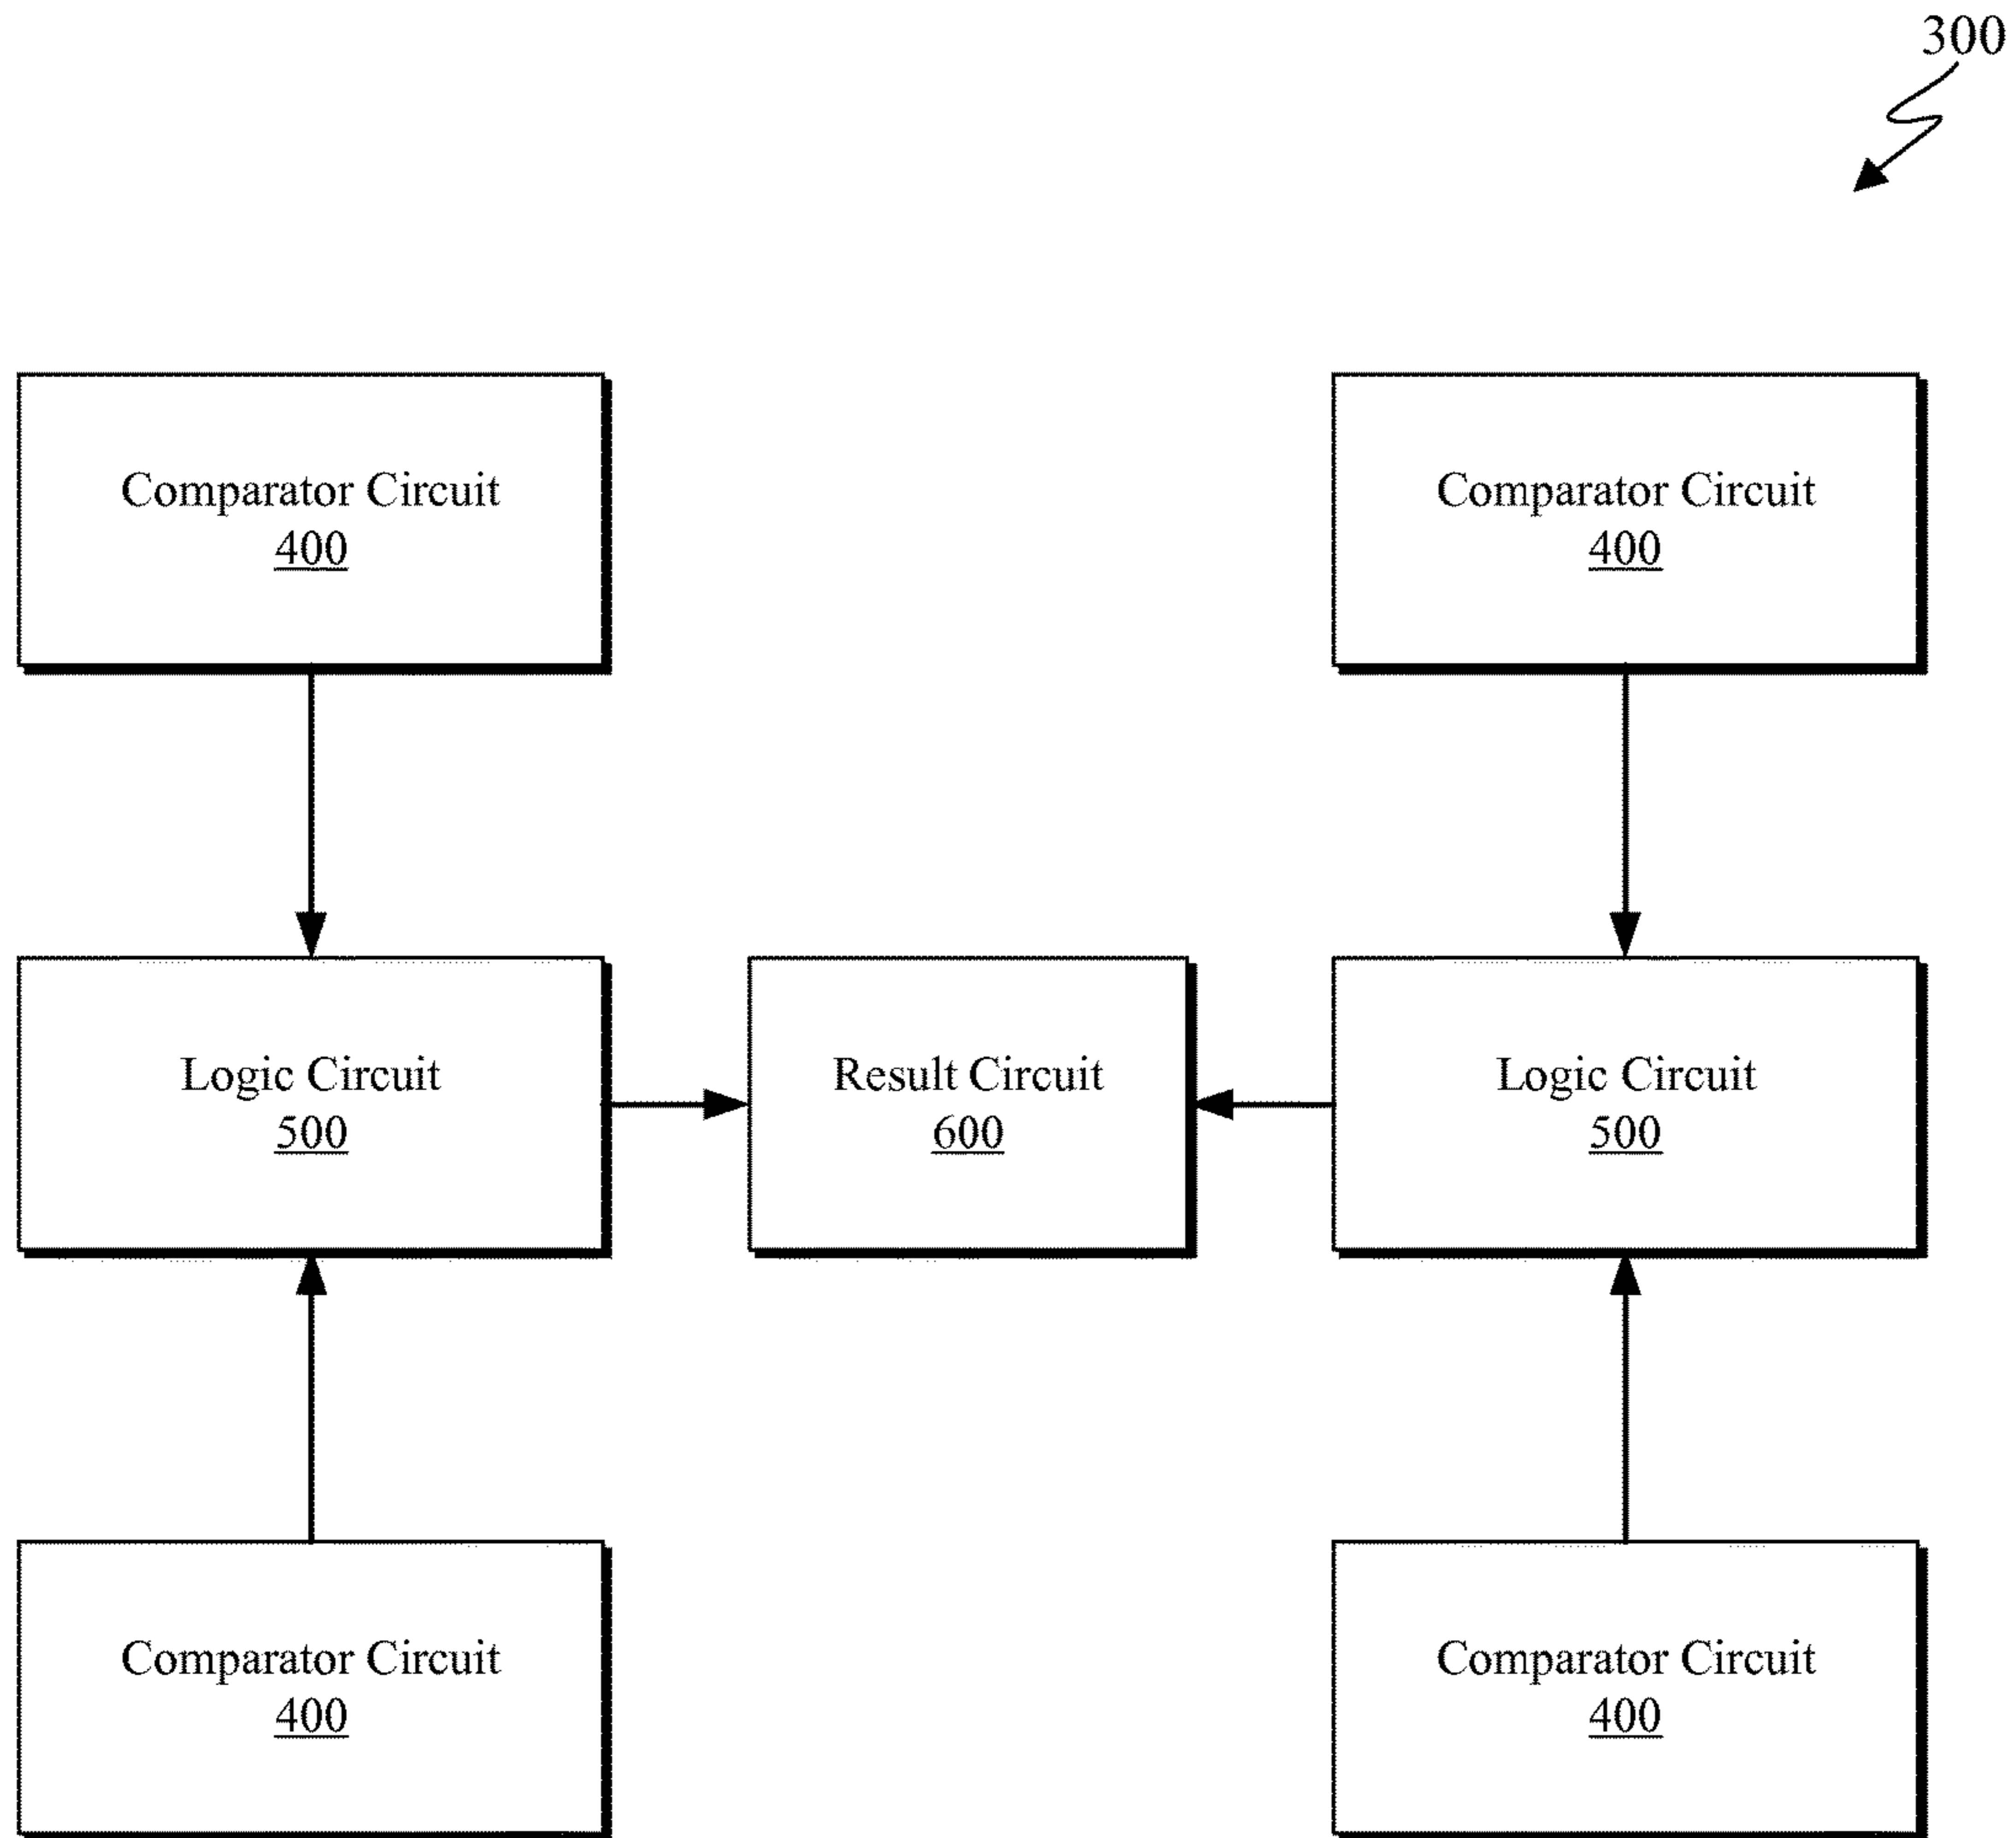 300
Comparator Circuit
400
Comparator Circuit
400
Logic Circuit
500
Result Circuit
600
Logic Circuit
500
Comparator Circuit
400
Comparator Circuit
400